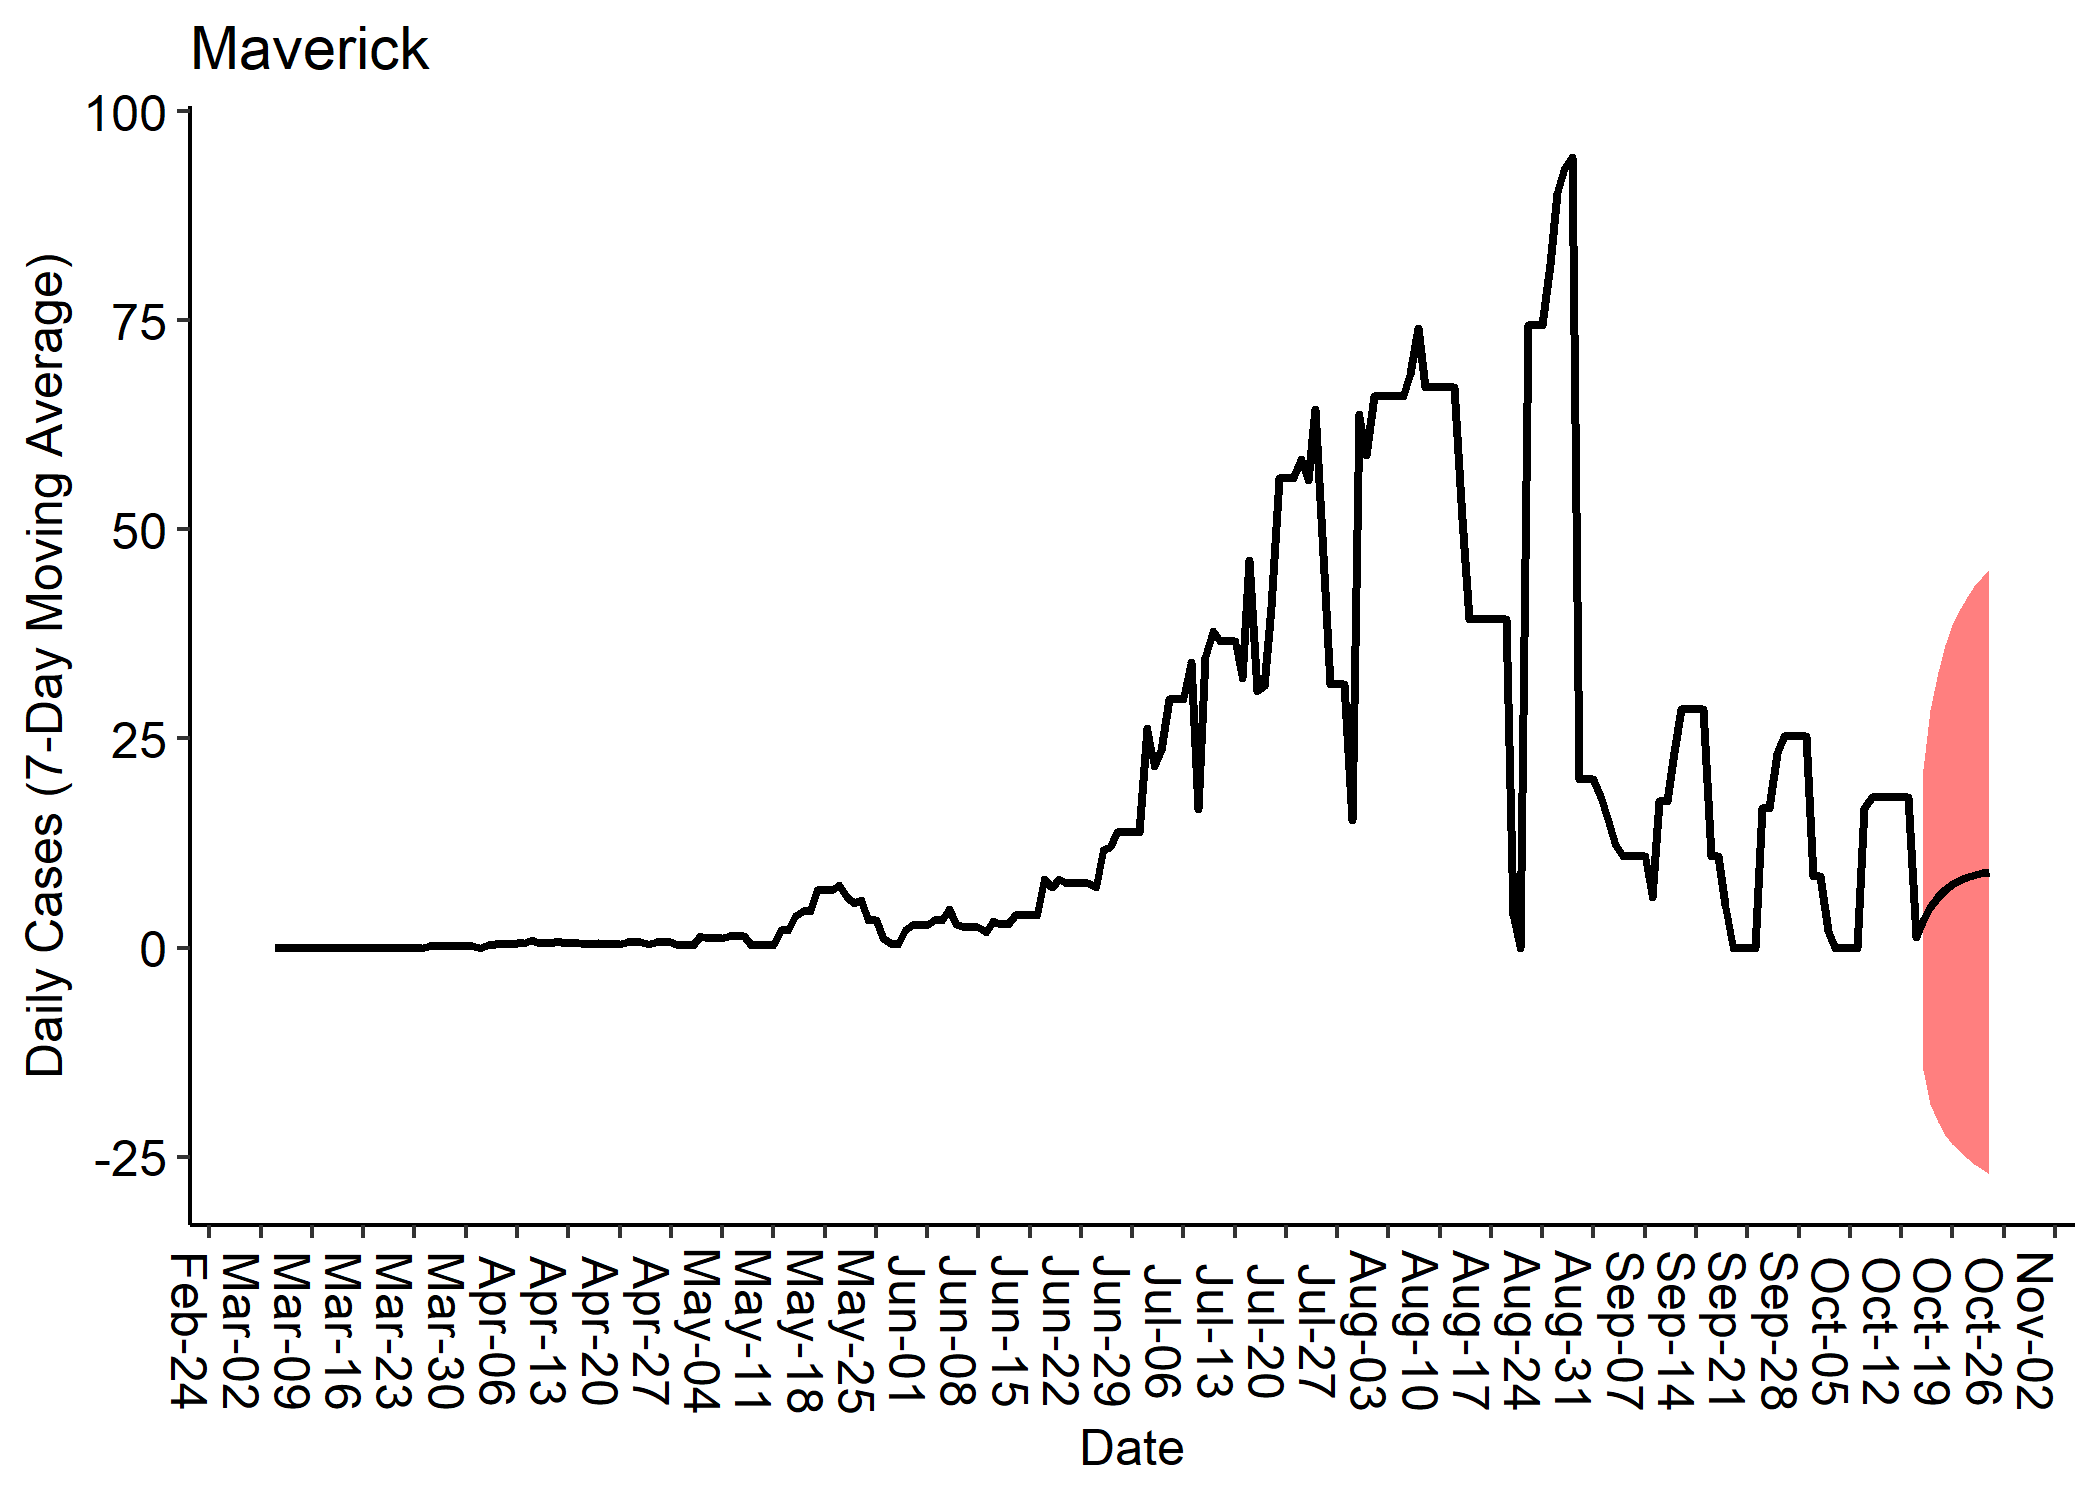 Maverick
Daily Cases (7-Day Moving Average)
100
75
50
25
0
-25
Feb-24
Mar-02
Mar-09
Mar-16
Mar-23
Mar-30
Apr-06
Apr-13
Apr-20
Apr-27
May-04
May-11
May-18
May-25
Jun-01
Jun-08
Jun-15
Jun-22
Jun-29
Jul-06
Jul-13
Jul-20
Jul-27
Aug-03
Aug-10
Aug-17
Aug-24
Aug-31
Sep-07
Sep-14
Sep-21
Sep-28
Oct-05
Oct-12
Oct-19
Oct-26
Nov-02
Date